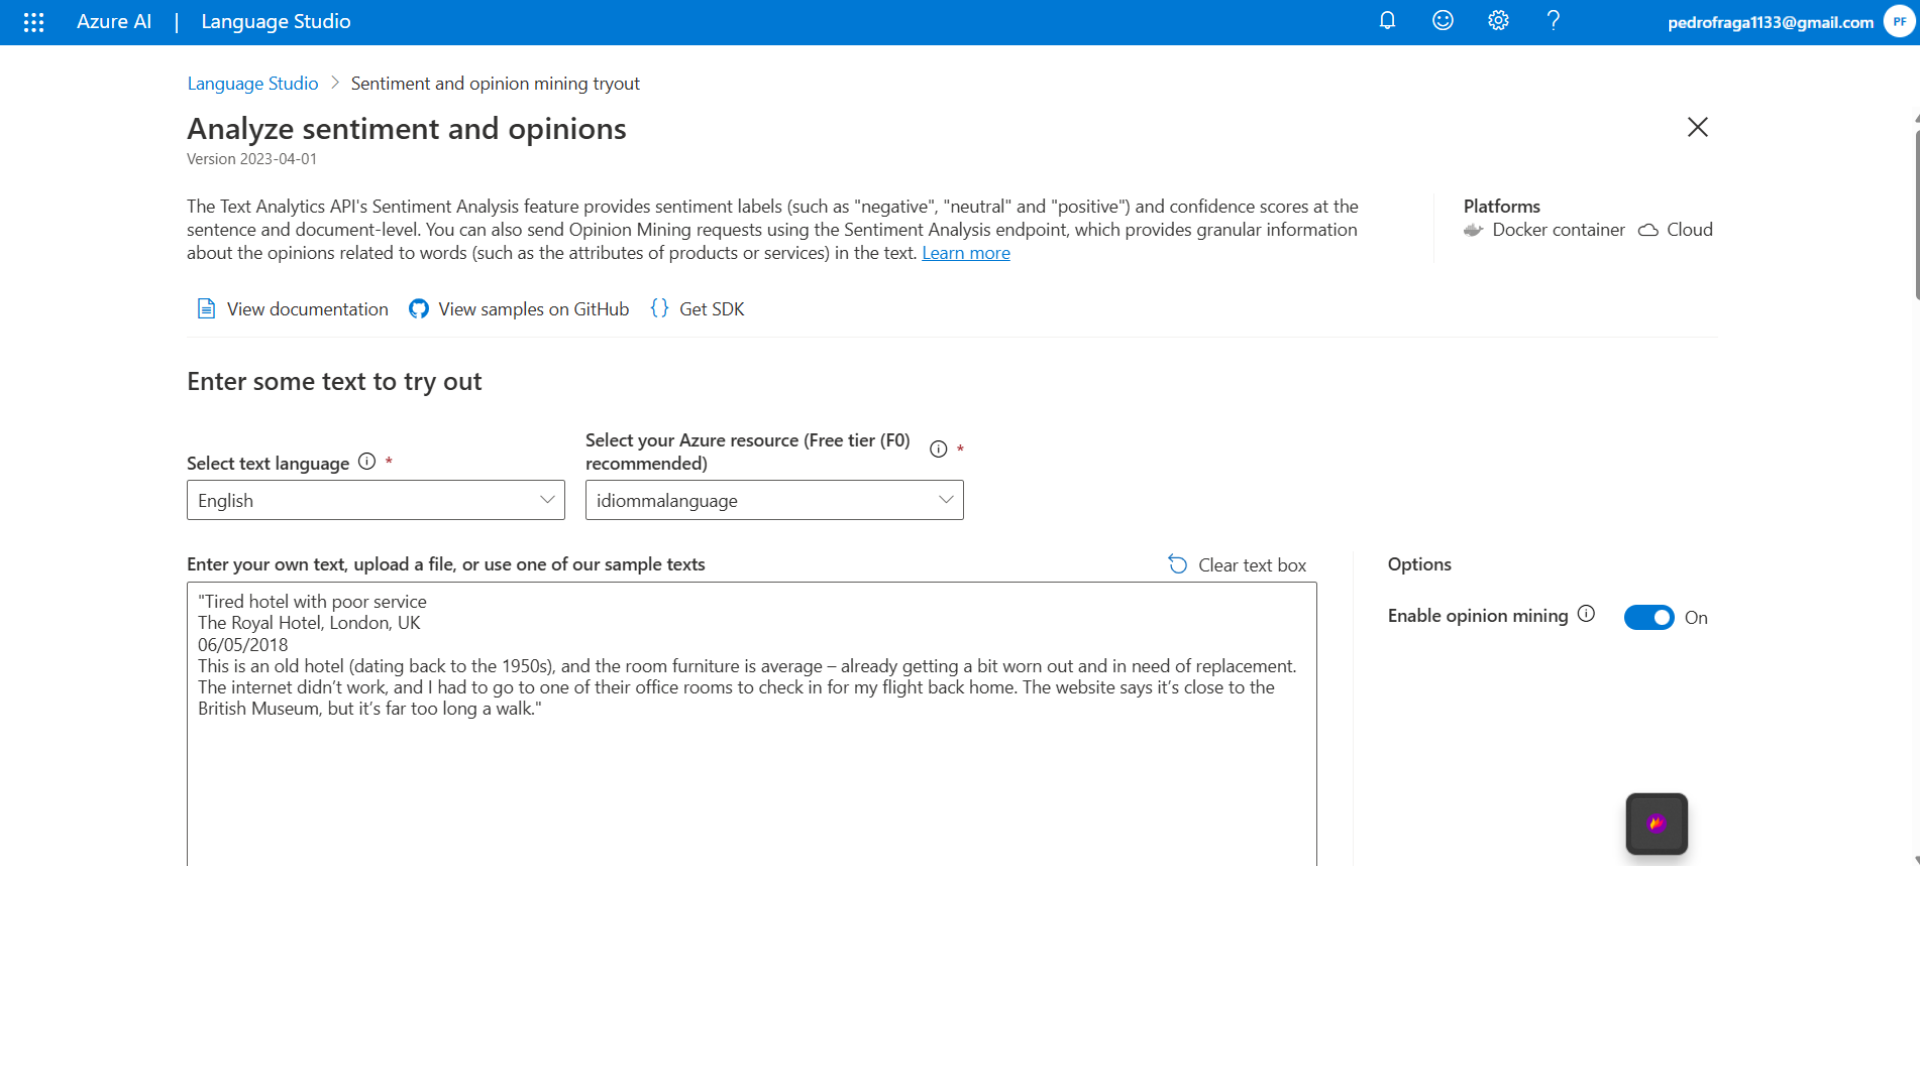 Azure AI | Language Studio
pedrofraga1133@gmail.com PF
Language Studio > Sentiment and opinion mining tryout
Analyze sentiment and opinions
Version 2023-04-01
The Text Analytics API's Sentiment Analysis feature provides sentiment labels (such as "negative", "neutral" and "positive") and confidence scores at the
sentence and document-level. You can also send Opinion Mining requests using the Sentiment Analysis endpoint, which provides granular information
about the opinions related to words (such as the attributes of products or services) in the text. Learn more
Platforms
Docker container Cloud
View documentation View samples on GitHub {} Get SDK
Enter some text to try out
Select text language *
English
Select your Azure resource (Free tier (F0)
recommended) *
idiommalanguage
Enter your own text, upload a file, or use one of our sample texts
Clear text box
"Tired hotel with poor service
The Royal Hotel, London, UK
06/05/2018
This is an old hotel (dating back to the 1950s), and the room furniture is average – already getting a bit worn out and in need of replacement.
The internet didn’t work, and I had to go to one of their office rooms to check in for my flight back home. The website says it’s close to the
British Museum, but it’s far too long a walk."
Options
Enable opinion mining On